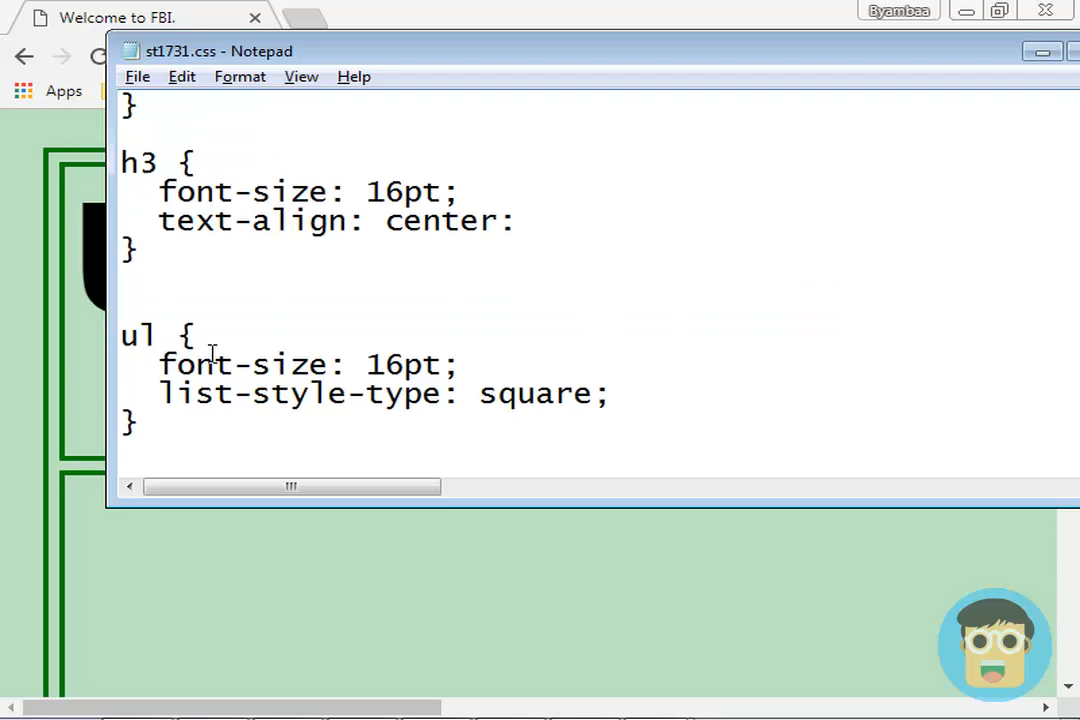 Welcome to FBI.
Byambaa
st1731.css - Notepad
File Edit Format View Help
Apps
}
h3 {
font-size: 16pt;
text-align: center:
}
ul {
font-size: 16pt;
list-style-type: square;
}